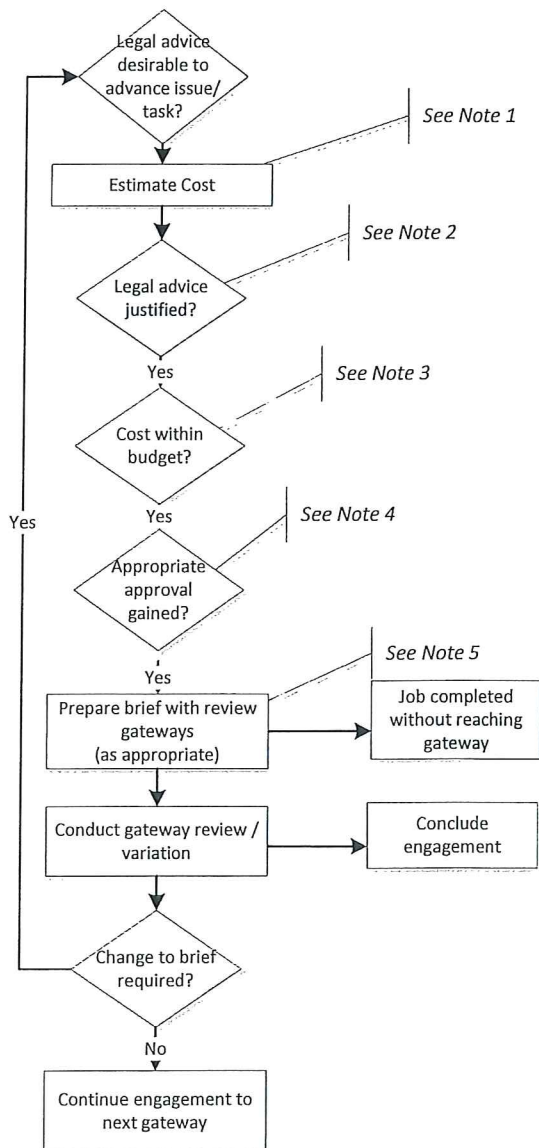 Legal advice
desirable to
advance issue/
task?
See Note 1
Estimate Cost
See Note 2
Legal advice
justified?
Yes
See Note 3
Cost within
budget?
Yes
Yes
See Note 4
Appropriate
approval
gained?
Yes
See Note 5
Prepare brief with review
gateways
(as appropriate)
Job completed
without reaching
gateway
Conduct gateway review /
variation
Conclude
engagement
Change to brief
required?
No
Continue engagement to
next gateway